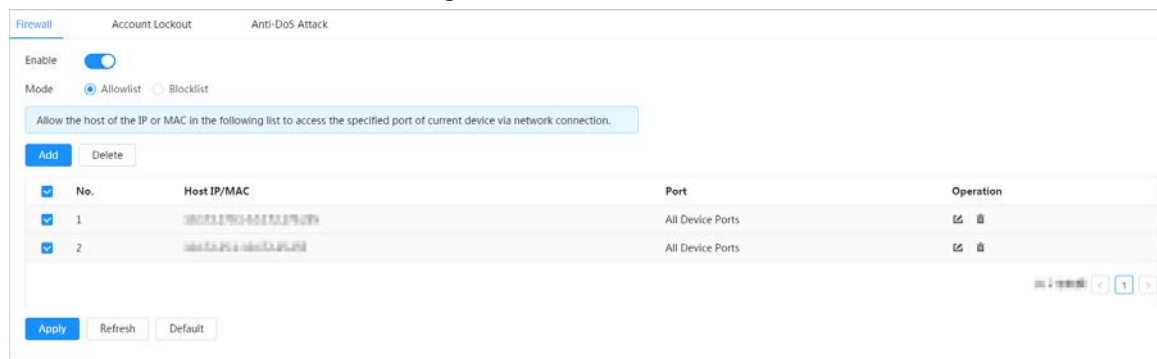 Firewall Account Lockout Anti-DoS Attack
Enable
Mode Allowlist Blocklist
Allow the host of the IP or MAC in the following list to access the specified port of current device via network connection.
Add Delete
No. Host IP/MAC Port Operation
1 All Device Ports
2 All Device Ports
1
Apply Refresh Default